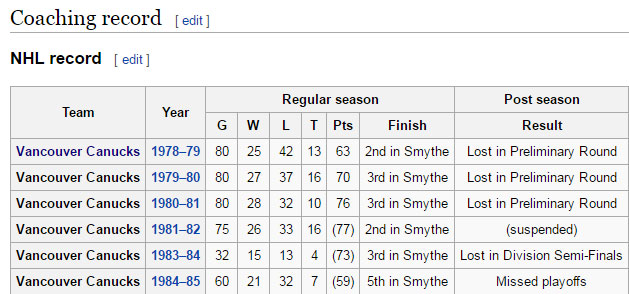 Coaching record [ edit ]
NHL record [ edit ]
Team Year Regular season Post season
G W L T Pts Finish Result
Vancouver Canucks 1978–79 80 25 42 13 63 2nd in Smythe Lost in Preliminary Round
Vancouver Canucks 1979–80 80 27 37 16 70 3rd in Smythe Lost in Preliminary Round
Vancouver Canucks 1980–81 80 28 32 10 76 3rd in Smythe Lost in Preliminary Round
Vancouver Canucks 1981–82 75 26 33 16 (77) 2nd in Smythe (suspended)
Vancouver Canucks 1983–84 32 15 13 4 (73) 3rd in Smythe Lost in Division Semi-Finals
Vancouver Canucks 1984–85 60 21 32 7 (59) 5th in Smythe Missed playoffs